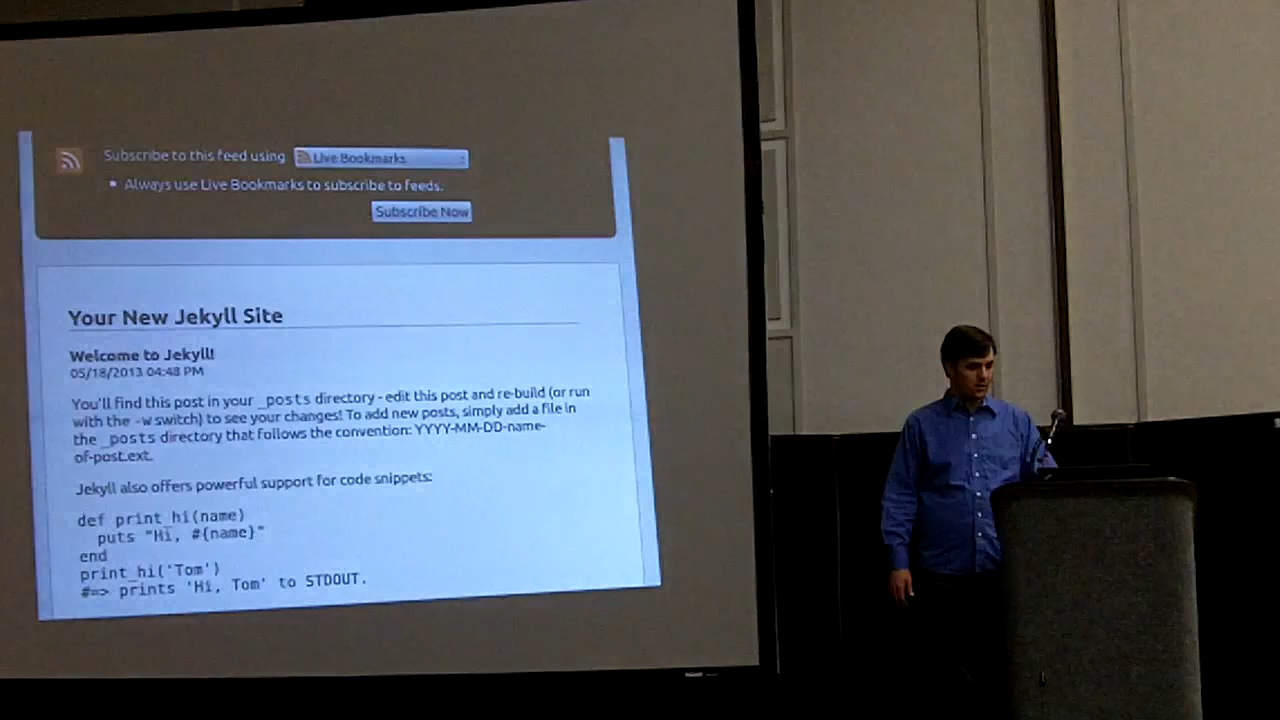 Subscribe to this feed using Live Bookmarks
Always use Live Bookmarks to subscribe to feeds.
Subscribe Now
Your New Jekyll Site
Welcome to Jekyll!
05/18/2013 04:48 PM
You'll find this post in your _posts directory - edit this post and re-build (or run
with the -w switch) to see your changes! To add new posts, simply add a file in
the _posts directory that follows the convention: YYYY-MM-DD-name-
of-post.ext.
Jekyll also offers powerful support for code snippets:
def print_hi(name)
puts "Hi, #{name}"
end
print_hi('Tom')
#=> prints 'Hi, Tom' to STDOUT.